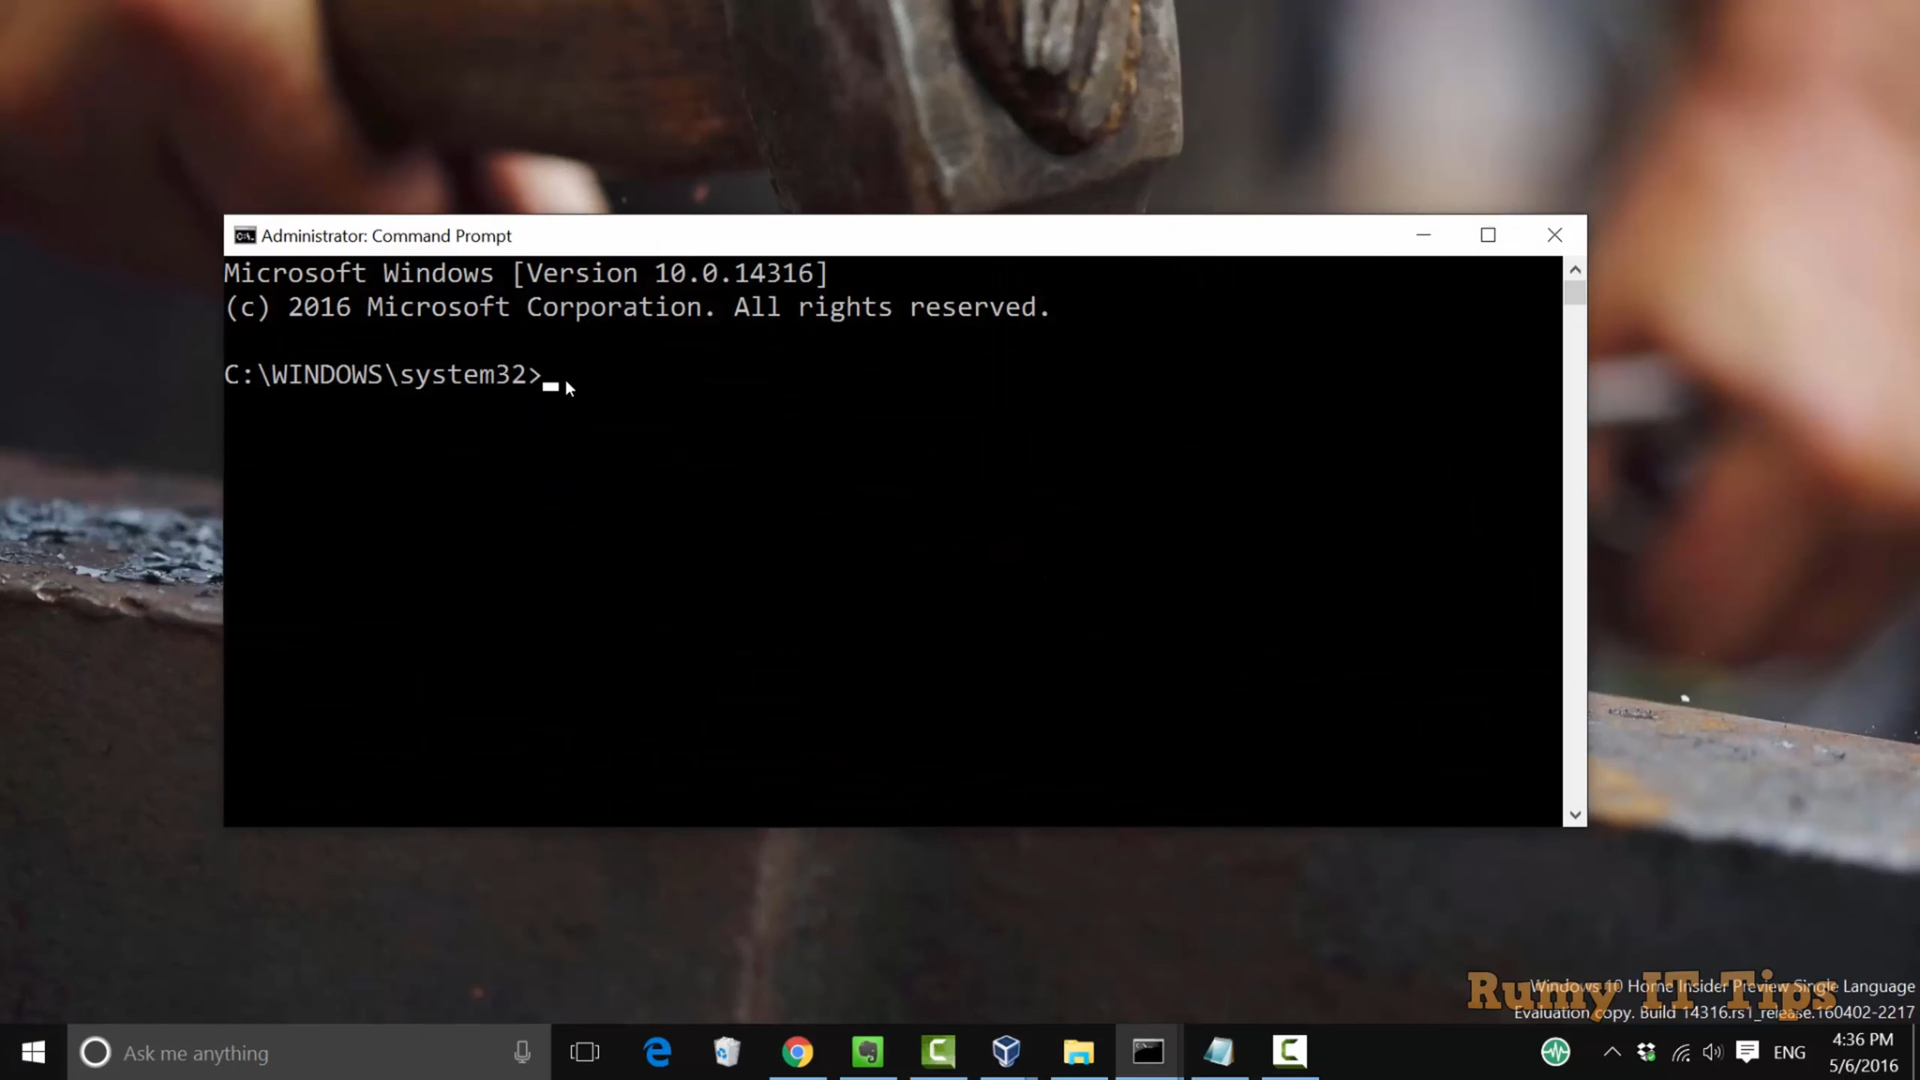 Administrator: Command Prompt
Microsoft Windows [Version 10.0.14316]
(c) 2016 Microsoft Corporation. All rights reserved.
C:\WINDOWS\system32>
Rumy IT Tips
Windows 10 Home Insider Preview Single Language
Evaluation copy. Build 14316.rs1_release.160402-2217
Ask me anything
ENG
4:36 PM
5/6/2016